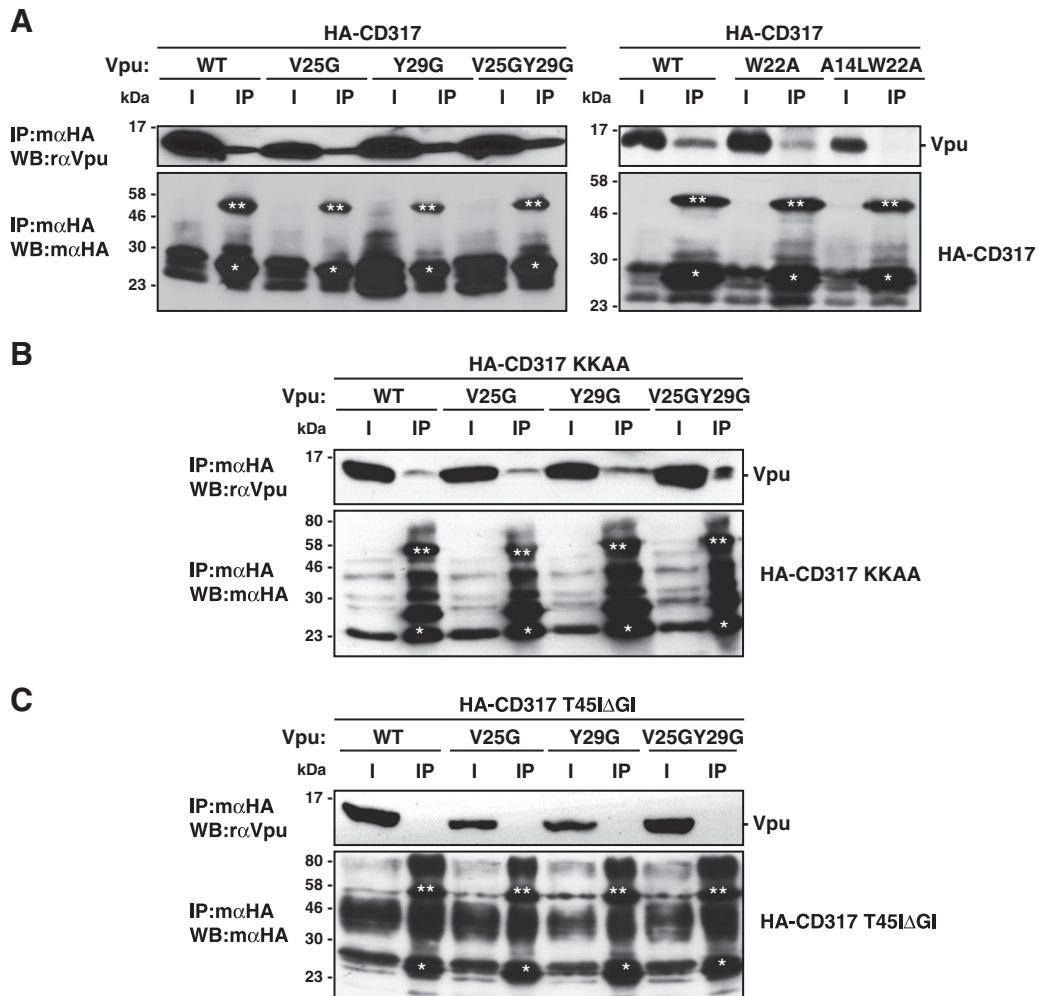 A
HA-CD317
Vpu: WT V25G Y29G V25GY29G
kDa I IP I IP I IP I IP
IP:mαHA
WB:rαVpu
17
IP:mαHA
WB:mαHA
58
46
30
23
** ** ** **
* * * *
HA-CD317
WT W22A A14LW22A
kDa I IP I IP I IP
17
Vpu
58
46
30
23
** ** **
* * *
HA-CD317
B
HA-CD317 KKAA
Vpu: WT V25G Y29G V25GY29G
kDa I IP I IP I IP I IP
IP:mαHA
WB:rαVpu
17
Vpu
IP:mαHA
WB:mαHA
80
58
46
30
23
** ** ** **
* * * *
HA-CD317 KKAA
C
HA-CD317 T45IΔGI
Vpu: WT V25G Y29G V25GY29G
kDa I IP I IP I IP I IP
IP:mαHA
WB:rαVpu
17
Vpu
IP:mαHA
WB:mαHA
80
58
46
30
23
** ** ** **
* * * *
HA-CD317 T45IΔGI